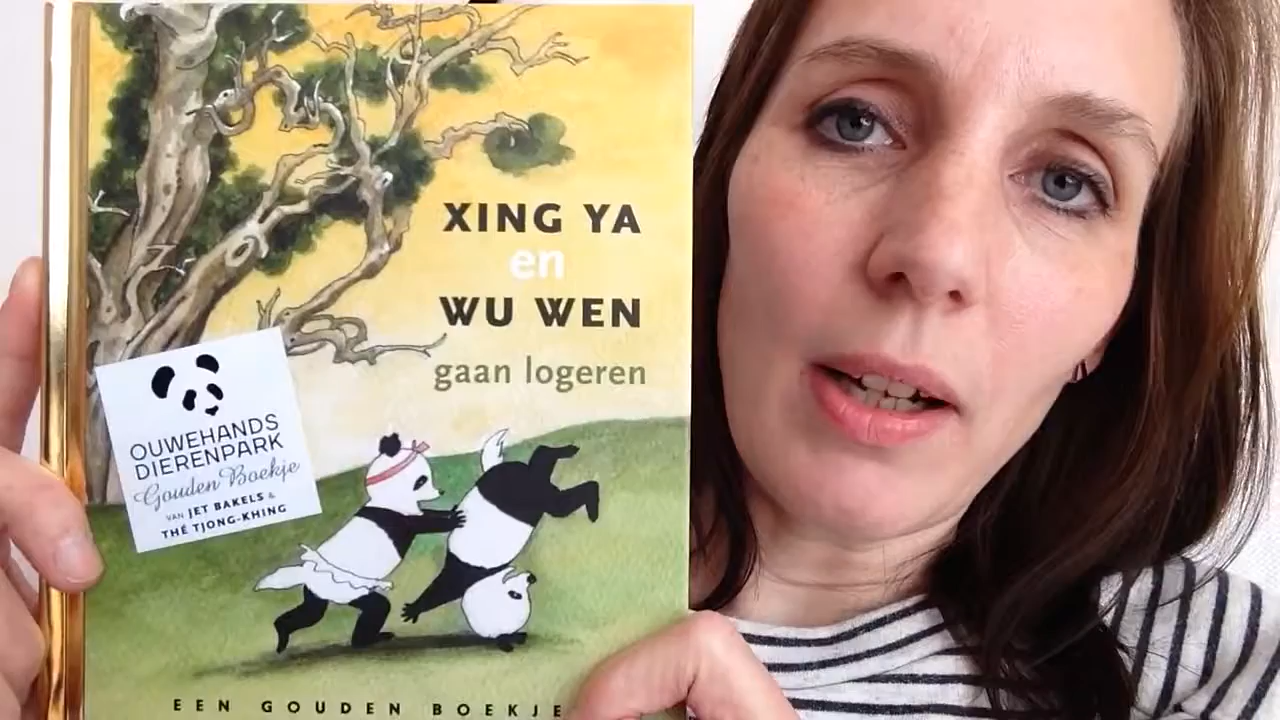 XING YA
en
WU WEN
gaan logeren
OUWEHANDS
DIERENPARK
Gouden Boekje
VAN JET BAKELS &
THÉ TJONG-KHING
EEN GOUDEN BOEKJE